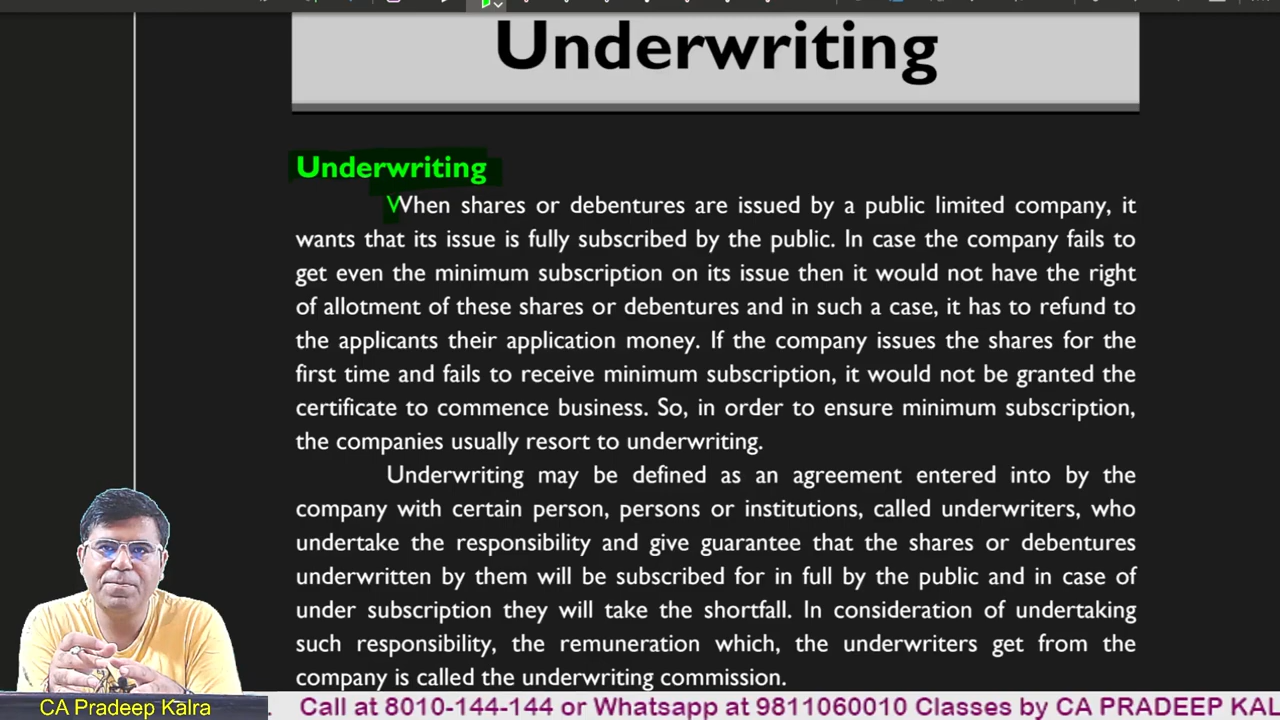 Underwriting
Underwriting
When shares or debentures are issued by a public limited company, it
wants that its issue is fully subscribed by the public. In case the company fails to
get even the minimum subscription on its issue then it would not have the right
of allotment of these shares or debentures and in such a case, it has to refund to
the applicants their application money. If the company issues the shares for the
first time and fails to receive minimum subscription, it would not be granted the
certificate to commence business. So, in order to ensure minimum subscription,
the companies usually resort to underwriting.
Underwriting may be defined as an agreement entered into by the
company with certain person, persons or institutions, called underwriters, who
undertake the responsibility and give guarantee that the shares or debentures
underwritten by them will be subscribed for in full by the public and in case of
under subscription they will take the shortfall. In consideration of undertaking
such responsibility, the remuneration which, the underwriters get from the
company is called the underwriting commission.
CA Pradeep Kalra
. Call at 8010-144-144 or Whatsapp at 9811060010 Classes by CA PRADEEP KAL